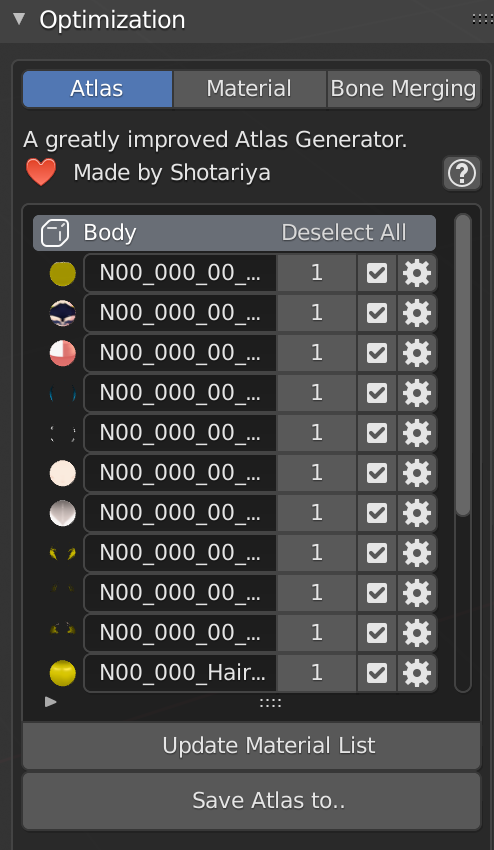 Optimization
Atlas Material Bone Merging
A greatly improved Atlas Generator.
Made by Shotariya ?
Body Deselect All
N00_000_00_... 1
N00_000_00_... 1
N00_000_00_... 1
N00_000_00_... 1
N00_000_00_... 1
N00_000_00_... 1
N00_000_00_... 1
N00_000_00_... 1
N00_000_00_... 1
N00_000_00_... 1
N00_000_Hair... 1
Update Material List
Save Atlas to..